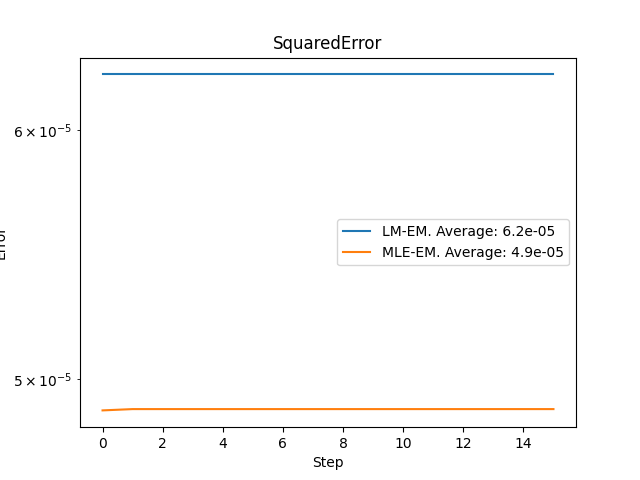 SquaredError
6 × 10⁻⁵
5 × 10⁻⁵
Error
LM-EM. Average: 6.2e-05
MLE-EM. Average: 4.9e-05
0 2 4 6 8 10 12 14
Step